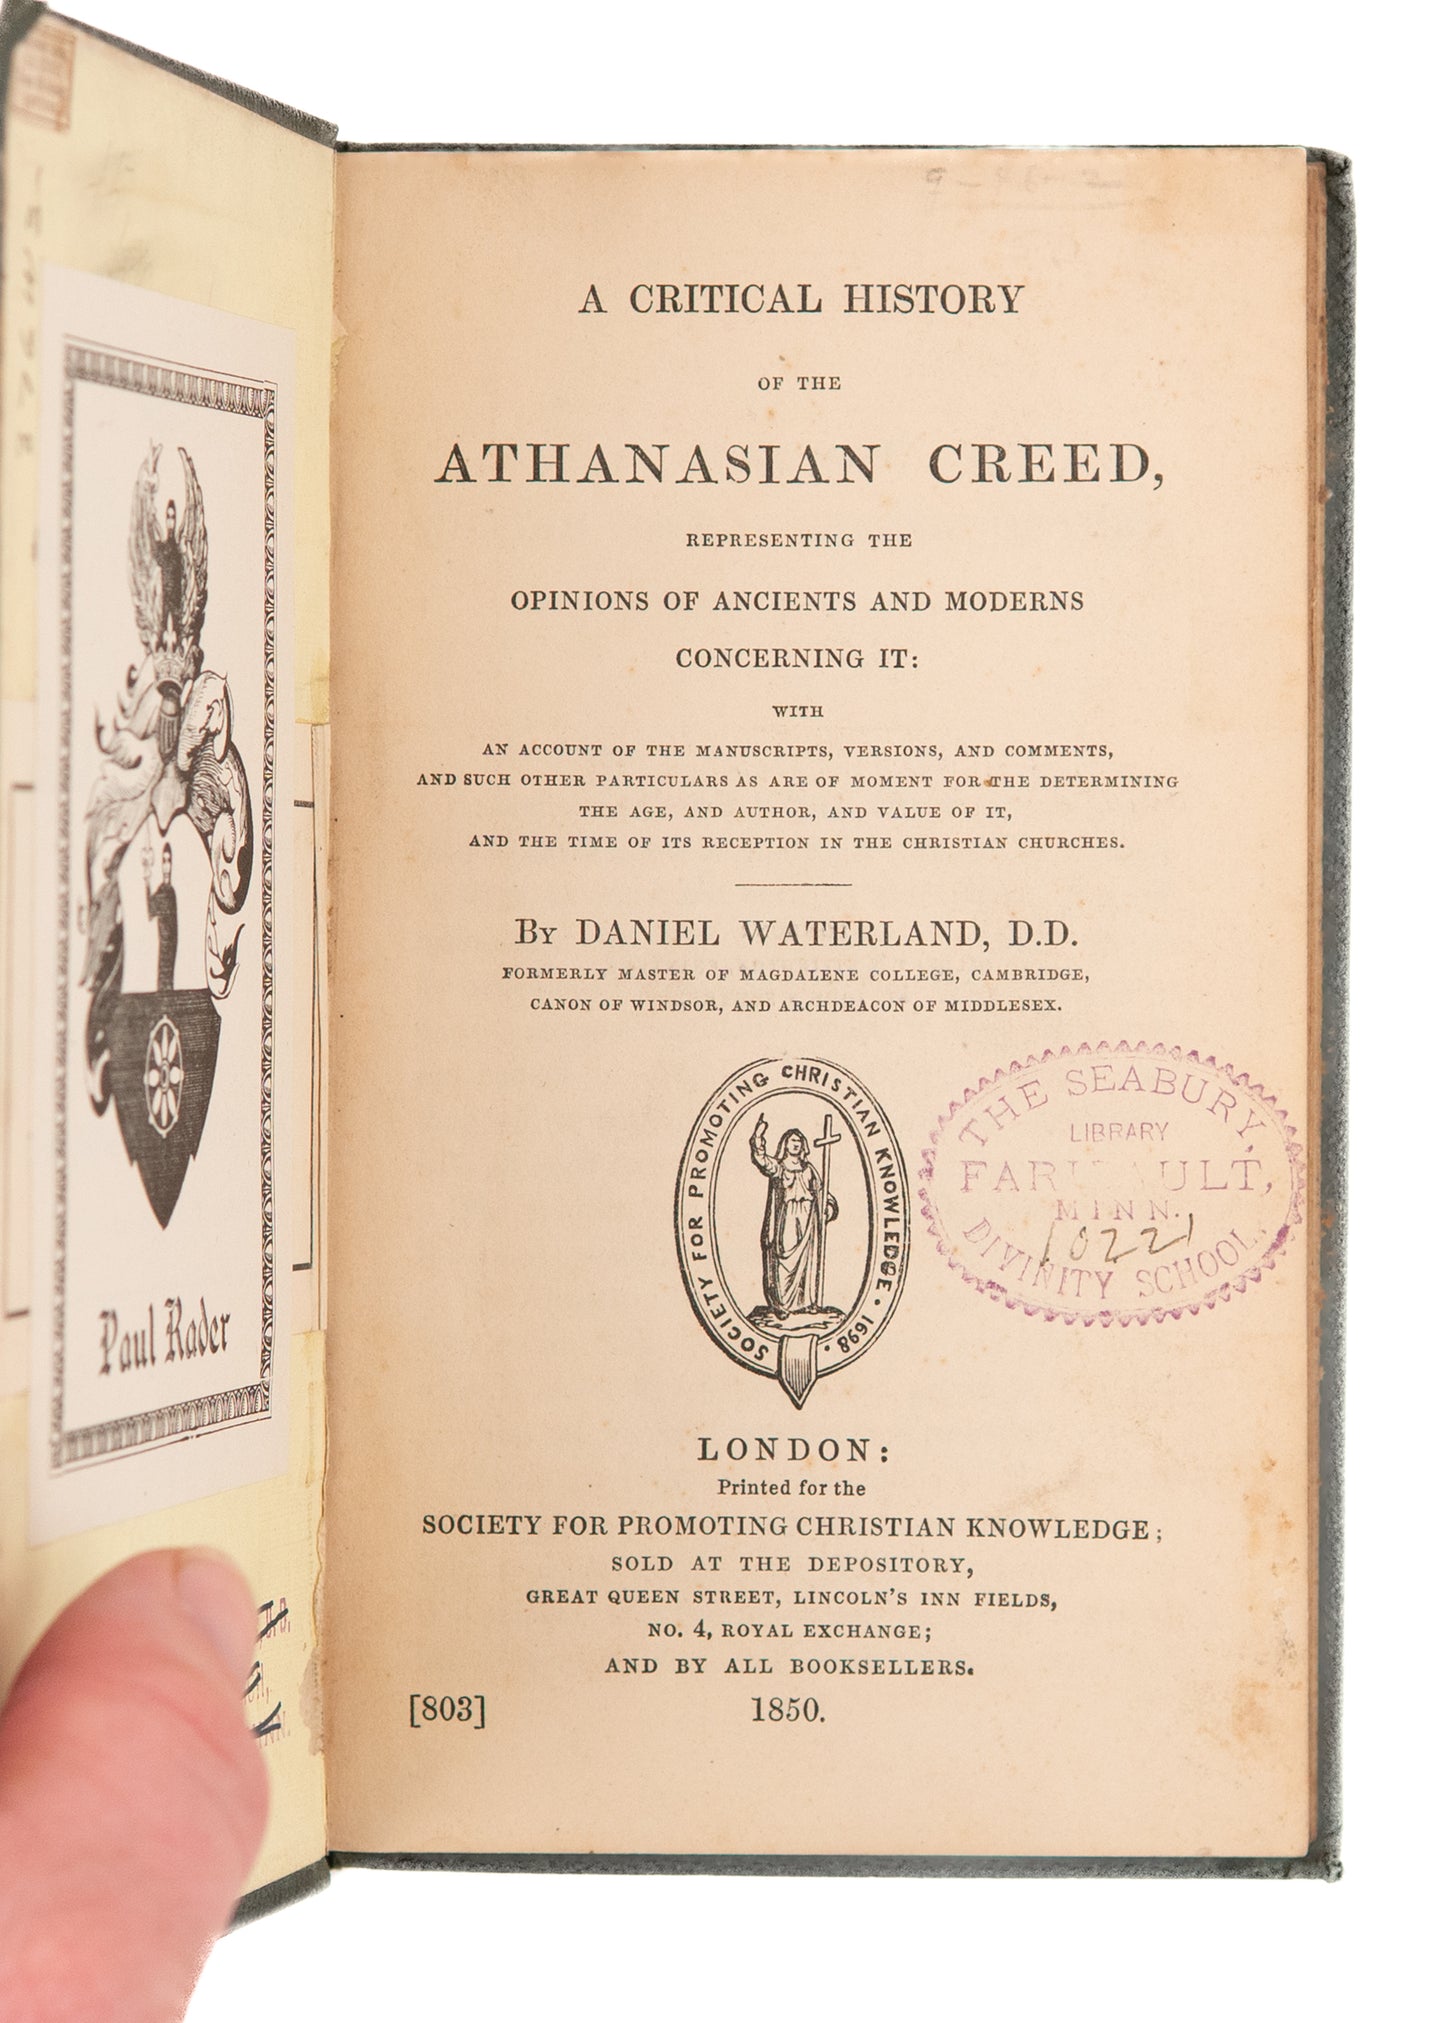 Paul Rader
A CRITICAL HISTORY
OF THE
ATHANASIAN CREED,
REPRESENTING THE
OPINIONS OF ANCIENTS AND MODERNS
CONCERNING IT:
WITH
AN ACCOUNT OF THE MANUSCRIPTS, VERSIONS, AND COMMENTS,
AND SUCH OTHER PARTICULARS AS ARE OF MOMENT FOR THE DETERMINING
THE AGE, AND AUTHOR, AND VALUE OF IT,
AND THE TIME OF ITS RECEPTION IN THE CHRISTIAN CHURCHES.
By DANIEL WATERLAND, D.D.
FORMERLY MASTER OF MAGDALENE COLLEGE, CAMBRIDGE,
CANON OF WINDSOR, AND ARCHDEACON OF MIDDLESEX.
SOCIETY FOR PROMOTING CHRISTIAN KNOWLEDGE. 1698.
THE SEABURY,
LIBRARY
MINN.
10221
DIVINITY SCHOOL.
LONDON:
Printed for the
SOCIETY FOR PROMOTING CHRISTIAN KNOWLEDGE;
SOLD AT THE DEPOSITORY,
GREAT QUEEN STREET, LINCOLN'S INN FIELDS,
NO. 4, ROYAL EXCHANGE;
AND BY ALL BOOKSELLERS.
[803] 1850.